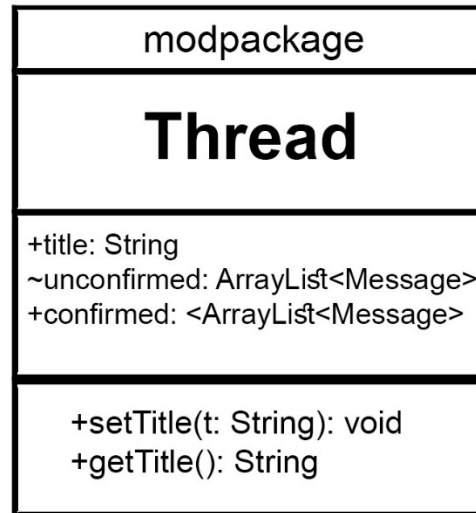 modpackage
Thread
+title: String
~unconfirmed: ArrayList<Message>
+confirmed: <ArrayList<Message>
+setTitle(t: String): void
+getTitle(): String